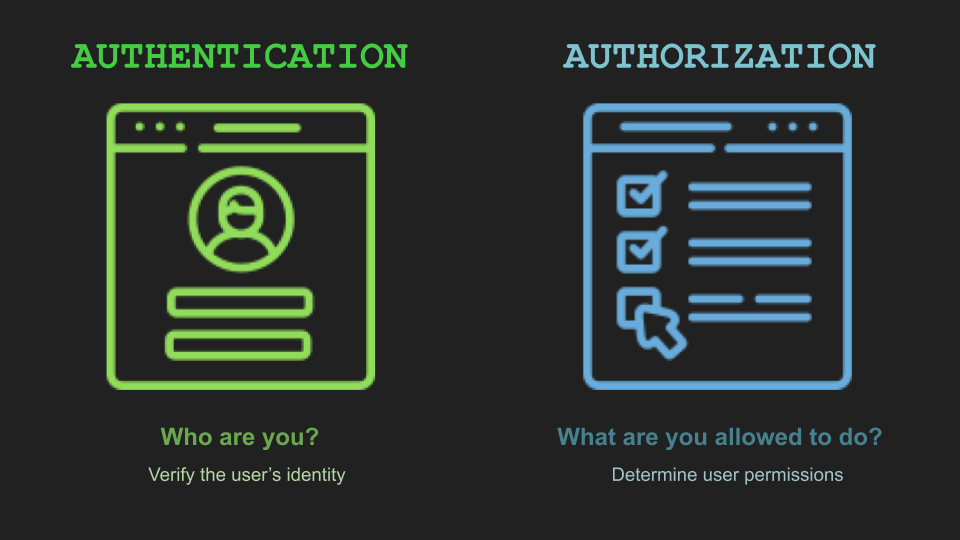 AUTHENTICATION
Who are you?
Verify the user’s identity
AUTHORIZATION
What are you allowed to do?
Determine user permissions